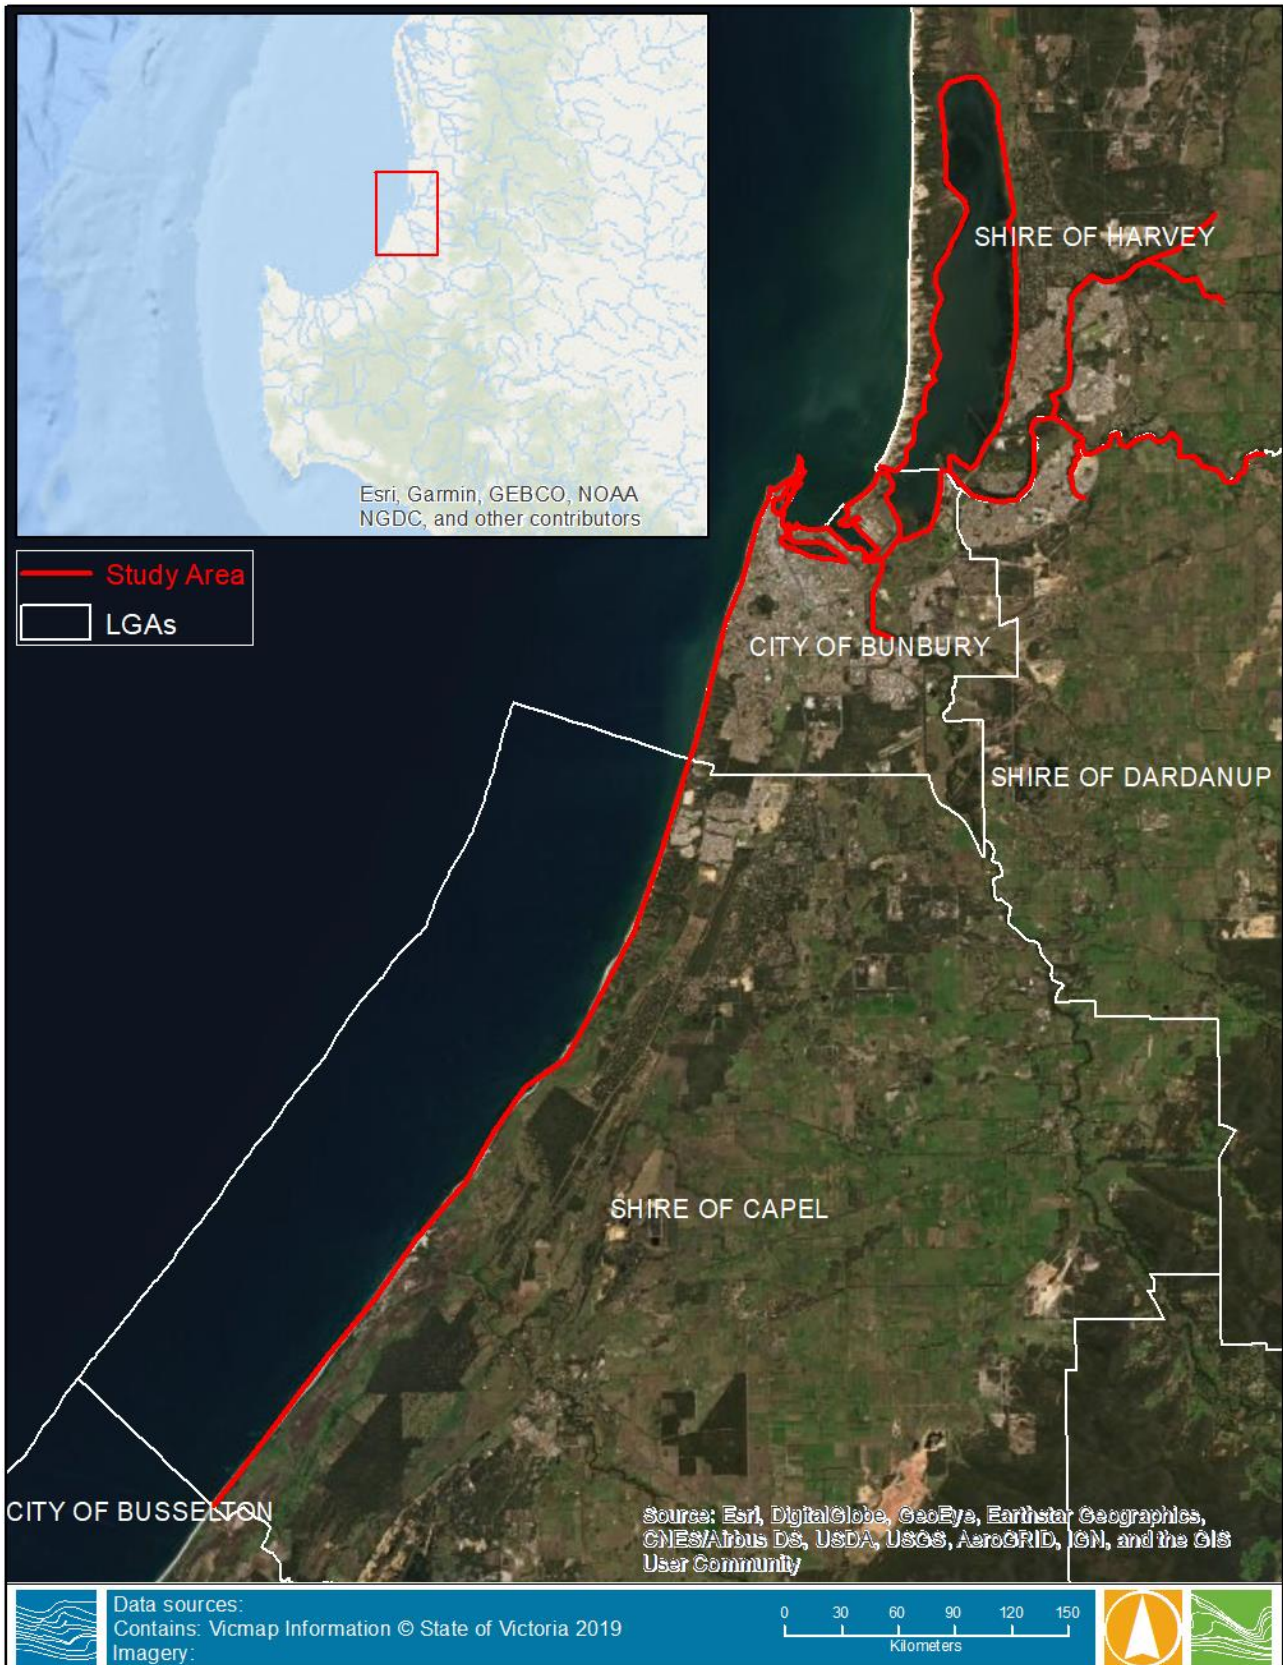 Esri, Garmin, GEBCO, NOAA
NGDC, and other contributors
Study Area
LGAs
SHIRE OF HARVEY
CITY OF BUNBURY
SHIRE OF DARDANUP
SHIRE OF CAPEL
CITY OF BUSSELTON
Source: Esri, DigitalGlobe, GeoEye, Earthstar Geographics,
CNES/Airbus DS, USDA, USGS, AeroGRID, IGN, and the GIS
User Community
Data sources:
Contains: Vicmap Information © State of Victoria 2019
Imagery:
0 30 60 90 120 150
Kilometers